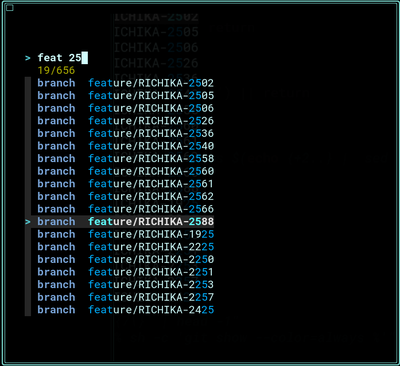 ICHIKA-2502
ICHIKA-2505
ICHIKA-2506
ICHIKA-2526
> feat 25
19/656
branch feature/RICHIKA-2502
branch feature/RICHIKA-2505
branch feature/RICHIKA-2506
branch feature/RICHIKA-2526
branch feature/RICHIKA-2536
branch feature/RICHIKA-2540
branch feature/RICHIKA-2558
branch feature/RICHIKA-2560
branch feature/RICHIKA-2561
branch feature/RICHIKA-2562
branch feature/RICHIKA-2566
> branch feature/RICHIKA-2588
branch feature/RICHIKA-1925
branch feature/RICHIKA-2225
branch feature/RICHIKA-2250
branch feature/RICHIKA-2251
branch feature/RICHIKA-2253
branch feature/RICHIKA-2257
branch feature/RICHIKA-2425